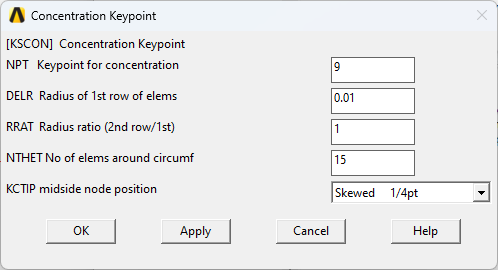 Concentration Keypoint
[KSCON] Concentration Keypoint
NPT Keypoint for concentration 9
DELR Radius of 1st row of elems 0.01
RRAT Radius ratio (2nd row/1st) 1
NTHET No of elems around circumf 15
KCTIP midside node position Skewed 1/4pt
OK Apply Cancel Help